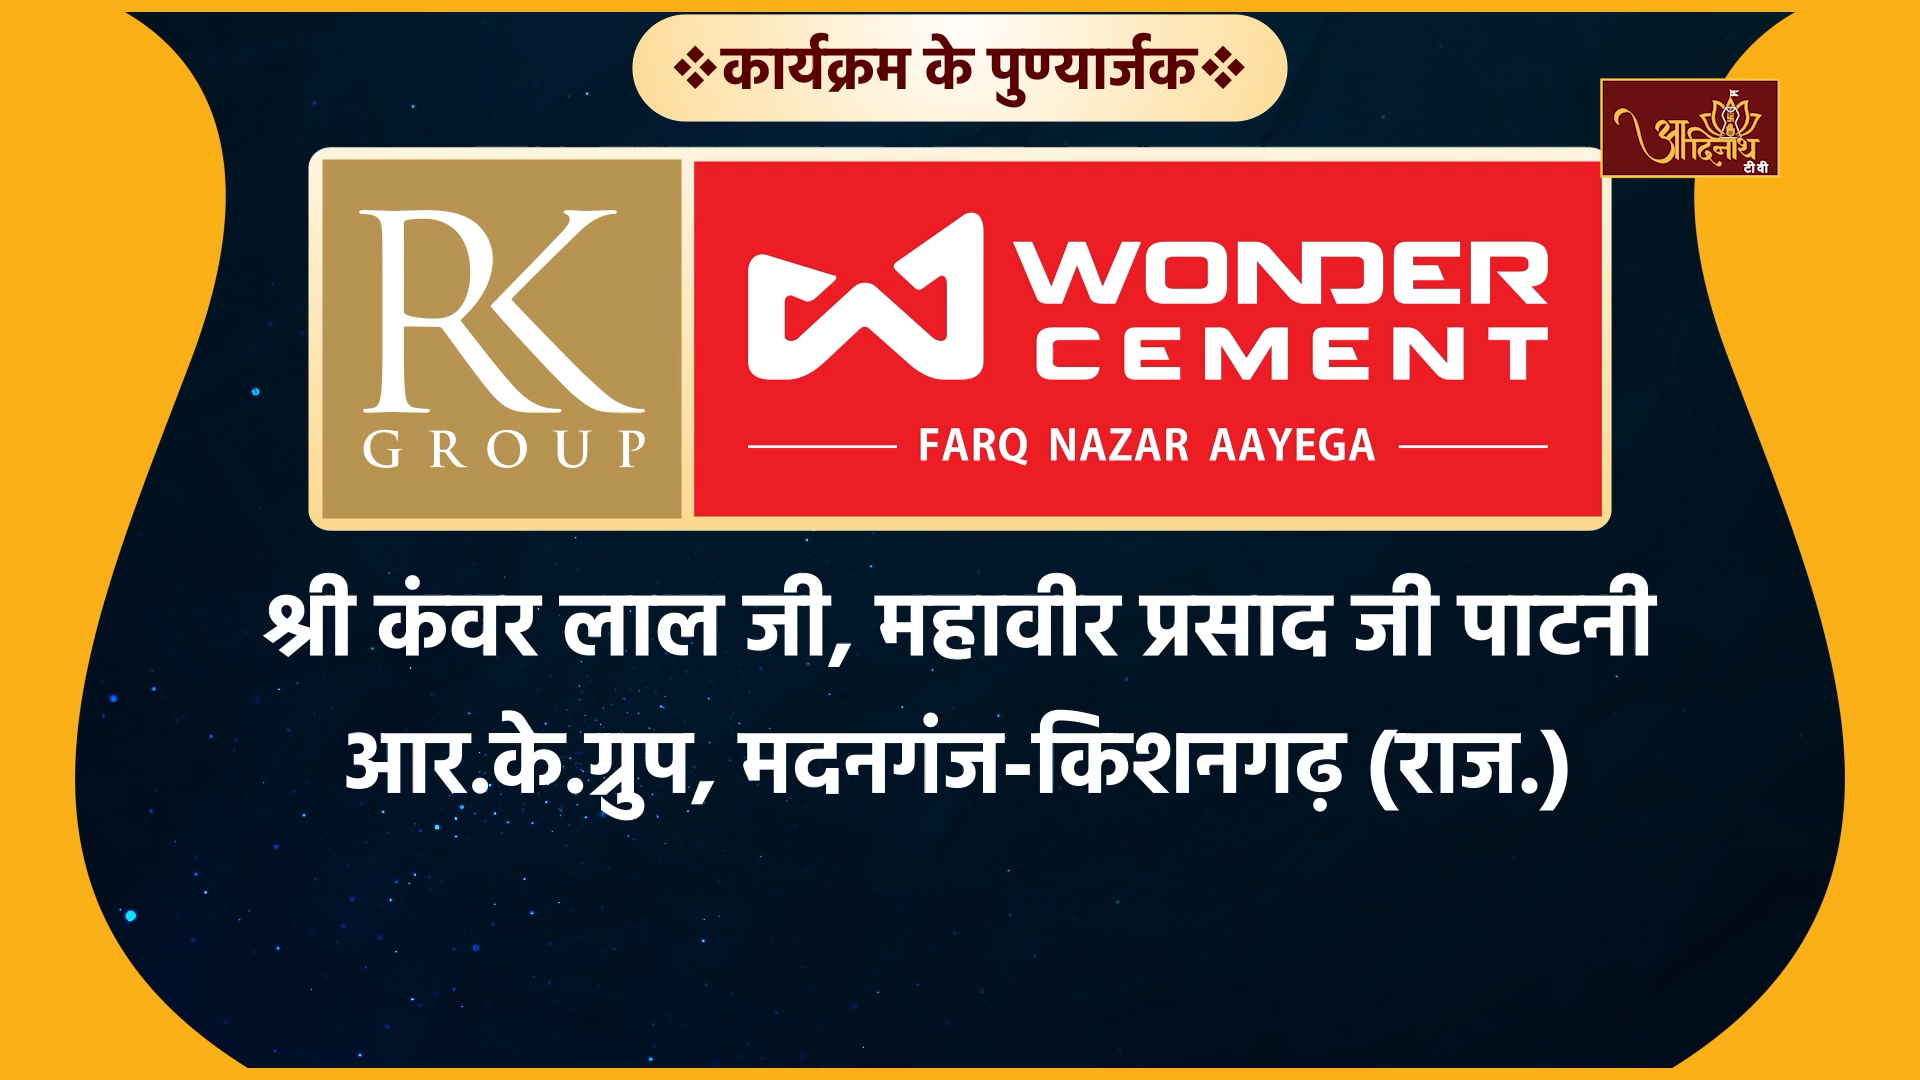 ❖कार्यक्रम के पुण्यार्जक❖
आदिनाथ
टी वी
RK
GROUP
WONDER
CEMENT
FARQ NAZAR AAYEGA
श्री कंवर लाल जी, महावीर प्रसाद जी पाटनी
आर.के.ग्रुप, मदनगंज-किशनगढ़ (राज.)